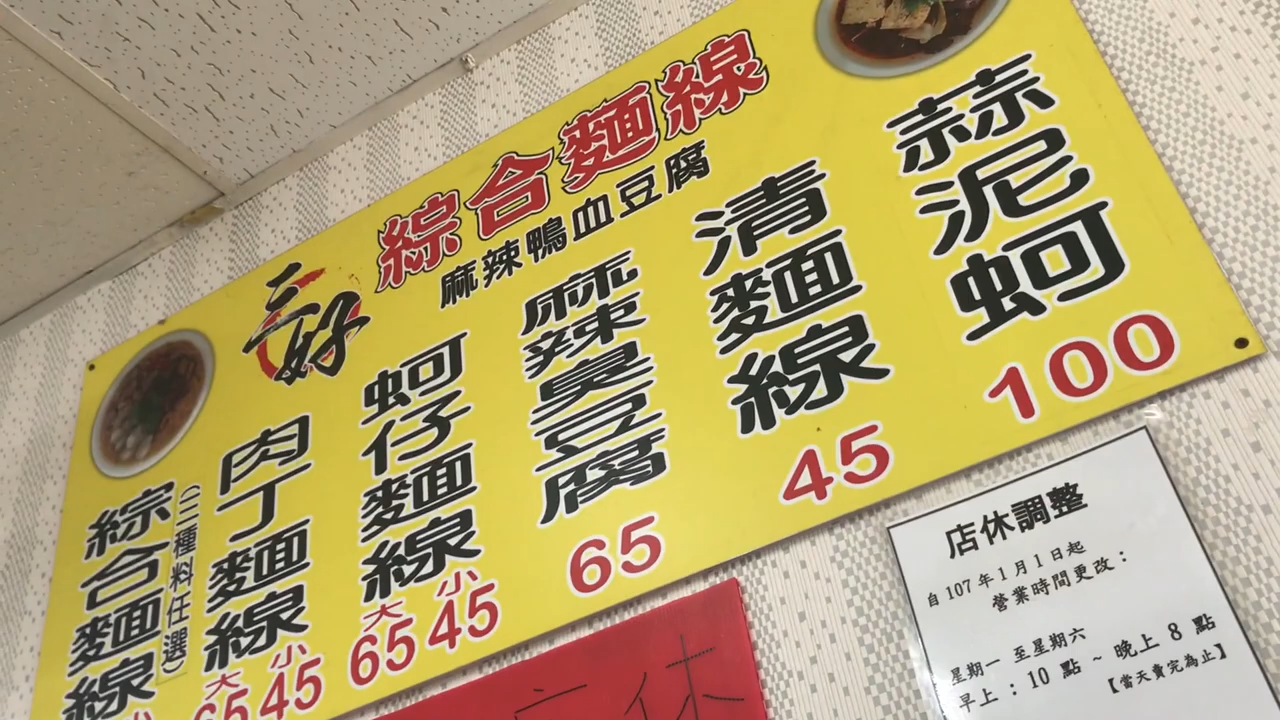 三好
綜合麵線
麻辣鴨血豆腐
蒜泥蚵
100
清麵線
45
麻辣臭豆腐
65
蚵仔麵線
大 小
65 45
肉丁麵線
大 小
65 45
綜合麵線
(二種料任選)
小
店休調整
自107年1月1日起
營業時間更改：
星期一 至星期六
早上：10 點 ~ 晚上 8 點
【當天賣完為止】
店休